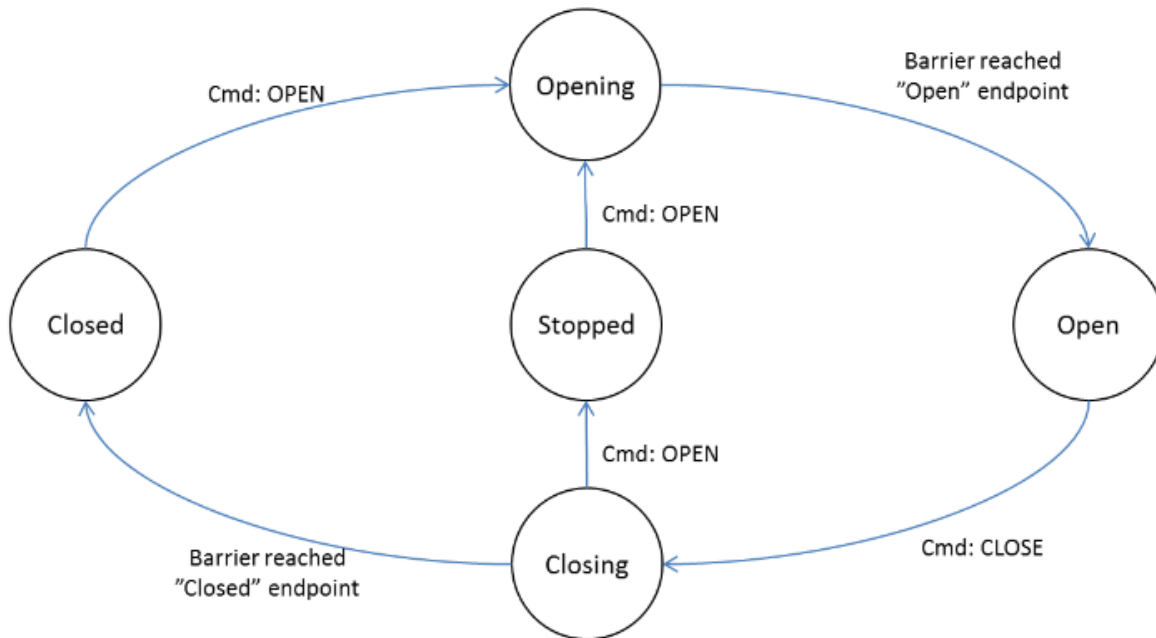 Opening
Barrier reached
”Open” endpoint
Cmd: OPEN
Cmd: OPEN
Closed
Stopped
Open
Cmd: OPEN
Barrier reached
”Closed” endpoint
Closing
Cmd: CLOSE